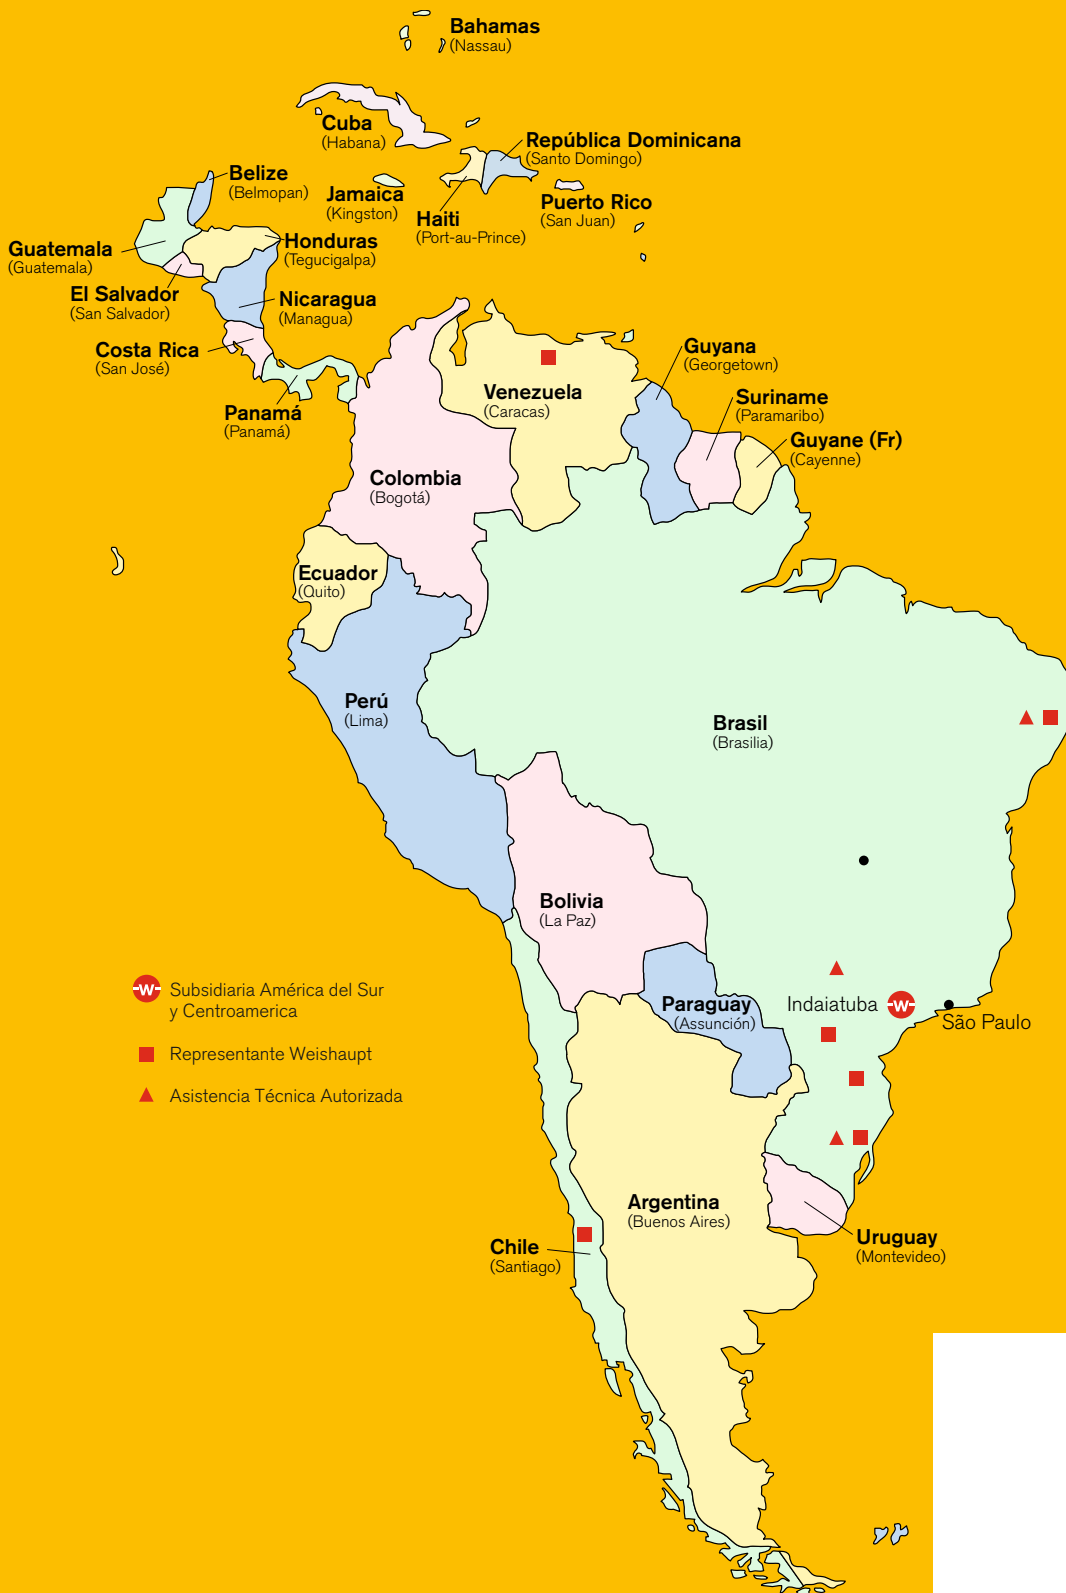 Bahamas
(Nassau)
Cuba
(Habana)
República Dominicana
(Santo Domingo)
Belize
(Belmopan)
Jamaica
(Kingston)
Haiti
(Port-au-Prince)
Puerto Rico
(San Juan)
Guatemala
(Guatemala)
Honduras
(Tegucigalpa)
El Salvador
(San Salvador)
Nicaragua
(Managua)
Costa Rica
(San José)
Panamá
(Panamá)
Venezuela
(Caracas)
Guyana
(Georgetown)
Suriname
(Paramaribo)
Guyane (Fr)
(Cayenne)
Colombia
(Bogotá)
Ecuador
(Quito)
Perú
(Lima)
Brasil
(Brasilia)
Bolivia
(La Paz)
Paraguay
(Assunción)
Indaiatuba
-w-
São Paulo
-w- Subsidiaria América del Sur
y Centroamerica
Representante Weishaupt
Asistencia Técnica Autorizada
Argentina
(Buenos Aires)
Chile
(Santiago)
Uruguay
(Montevideo)